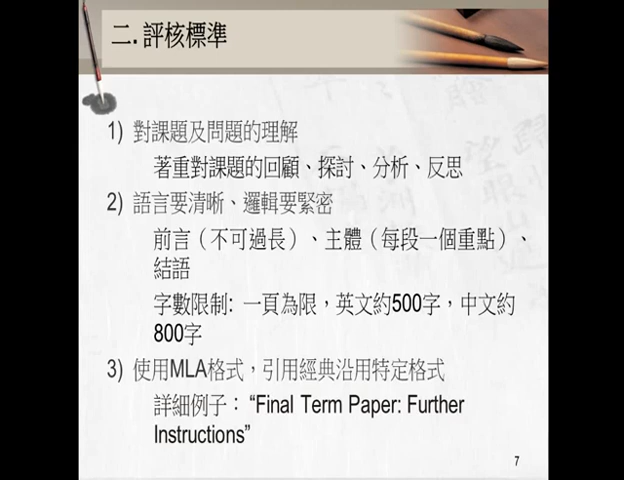 二. 評核標準
1) 對課題及問題的理解
著重對課題的回顧、探討、分析、反思
2) 語言要清晰、邏輯要緊密
前言（不可過長）、主體（每段一個重點）、
結語
字數限制: 一頁為限，英文約500字，中文約
800字
3) 使用MLA格式，引用經典沿用特定格式
詳細例子： “Final Term Paper: Further
Instructions”
7